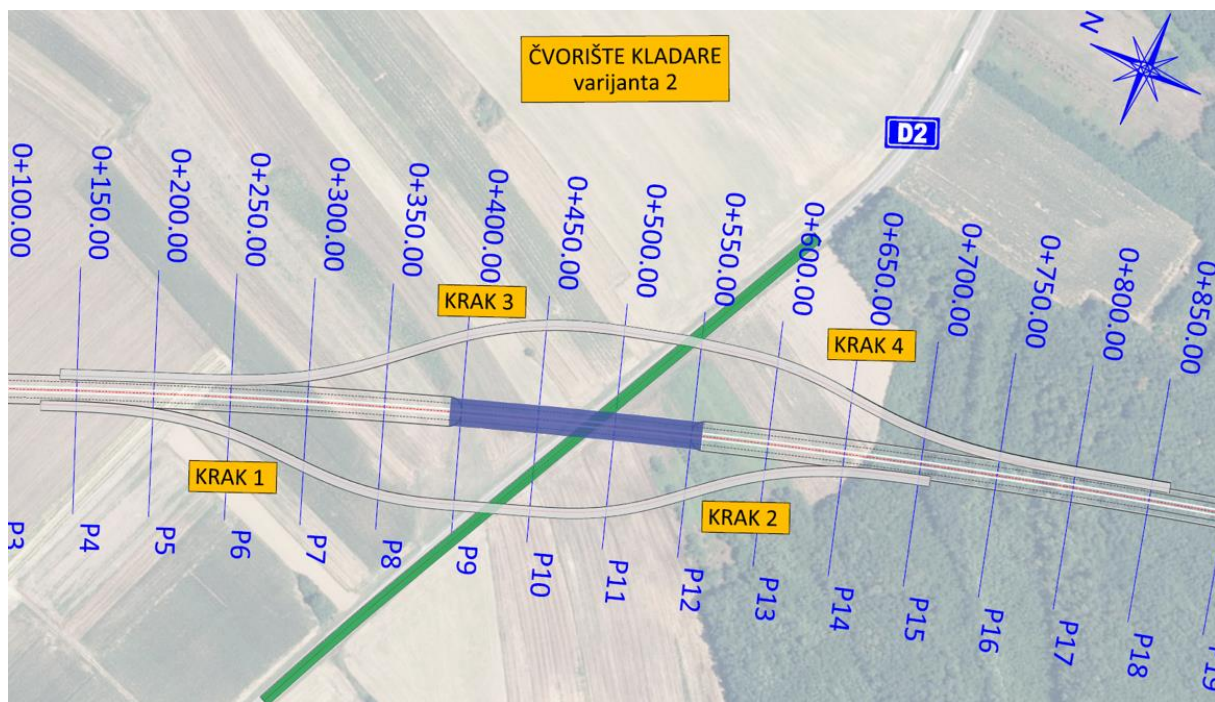 ČVORIŠTE KLADARE
varijanta 2
N
D2
0+100.00
0+150.00
0+200.00
0+250.00
0+300.00
0+350.00
0+400.00
0+450.00
0+500.00
0+550.00
0+600.00
0+650.00
0+700.00
0+750.00
0+800.00
0+850.00
KRAK 3
KRAK 4
KRAK 1
KRAK 2
P3
P4
P5
P6
P7
P8
P9
P10
P11
P12
P13
P14
P15
P16
P17
P18
P19